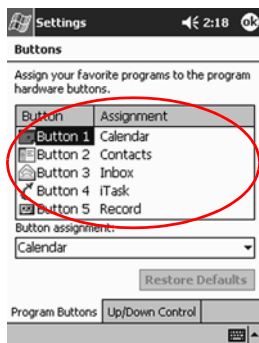 Settings 2:18 ok
Buttons
Assign your favorite programs to the program
hardware buttons.
Button Assignment
Button 1 Calendar
Button 2 Contacts
Button 3 Inbox
Button 4 iTask
Button 5 Record
Button assignment:
Calendar
Restore Defaults
Program Buttons Up/Down Control